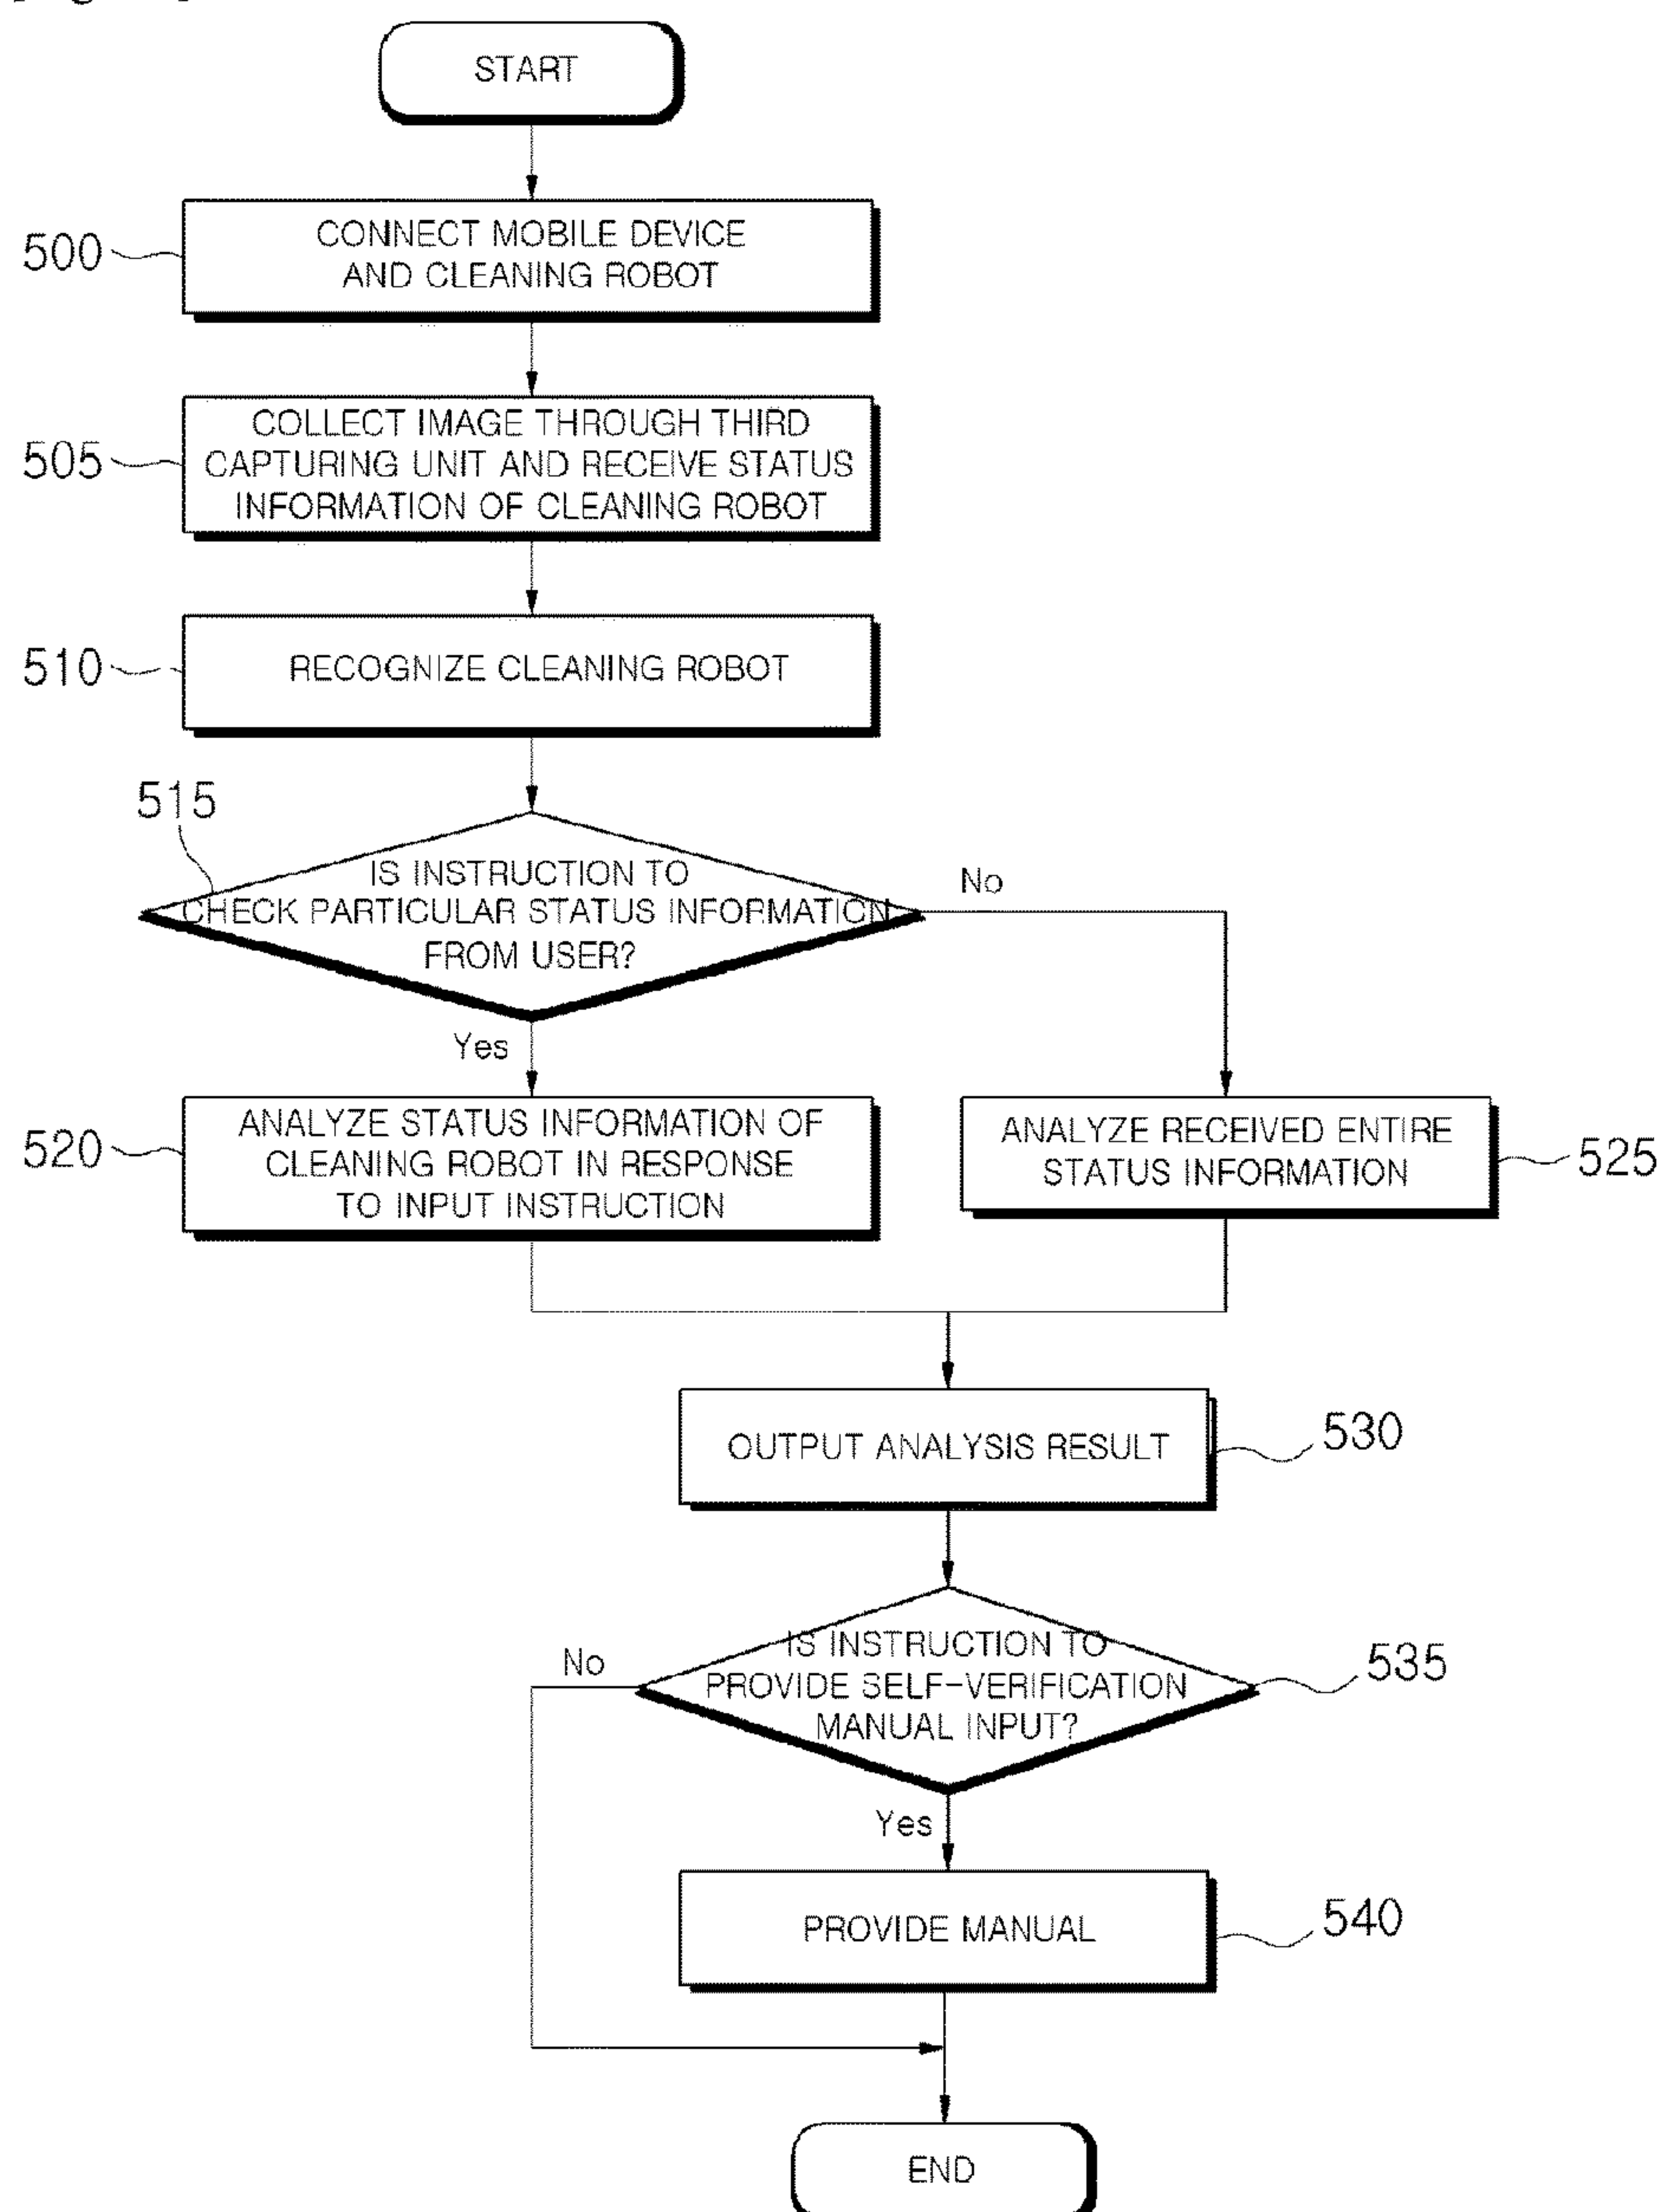 START
500
CONNECT MOBILE DEVICE
AND CLEANING ROBOT
505
COLLECT IMAGE THROUGH THIRD
CAPTURING UNIT AND RECEIVE STATUS
INFORMATION OF CLEANING ROBOT
510
RECOGNIZE CLEANING ROBOT
515
IS INSTRUCTION TO
CHECK PARTICULAR STATUS INFORMATION
FROM USER?
No
Yes
520
ANALYZE STATUS INFORMATION OF
CLEANING ROBOT IN RESPONSE
TO INPUT INSTRUCTION
ANALYZE RECEIVED ENTIRE
STATUS INFORMATION
525
OUTPUT ANALYSIS RESULT
530
IS INSTRUCTION TO
PROVIDE SELF-VERIFICATION
MANUAL INPUT?
535
No
Yes
PROVIDE MANUAL
540
END